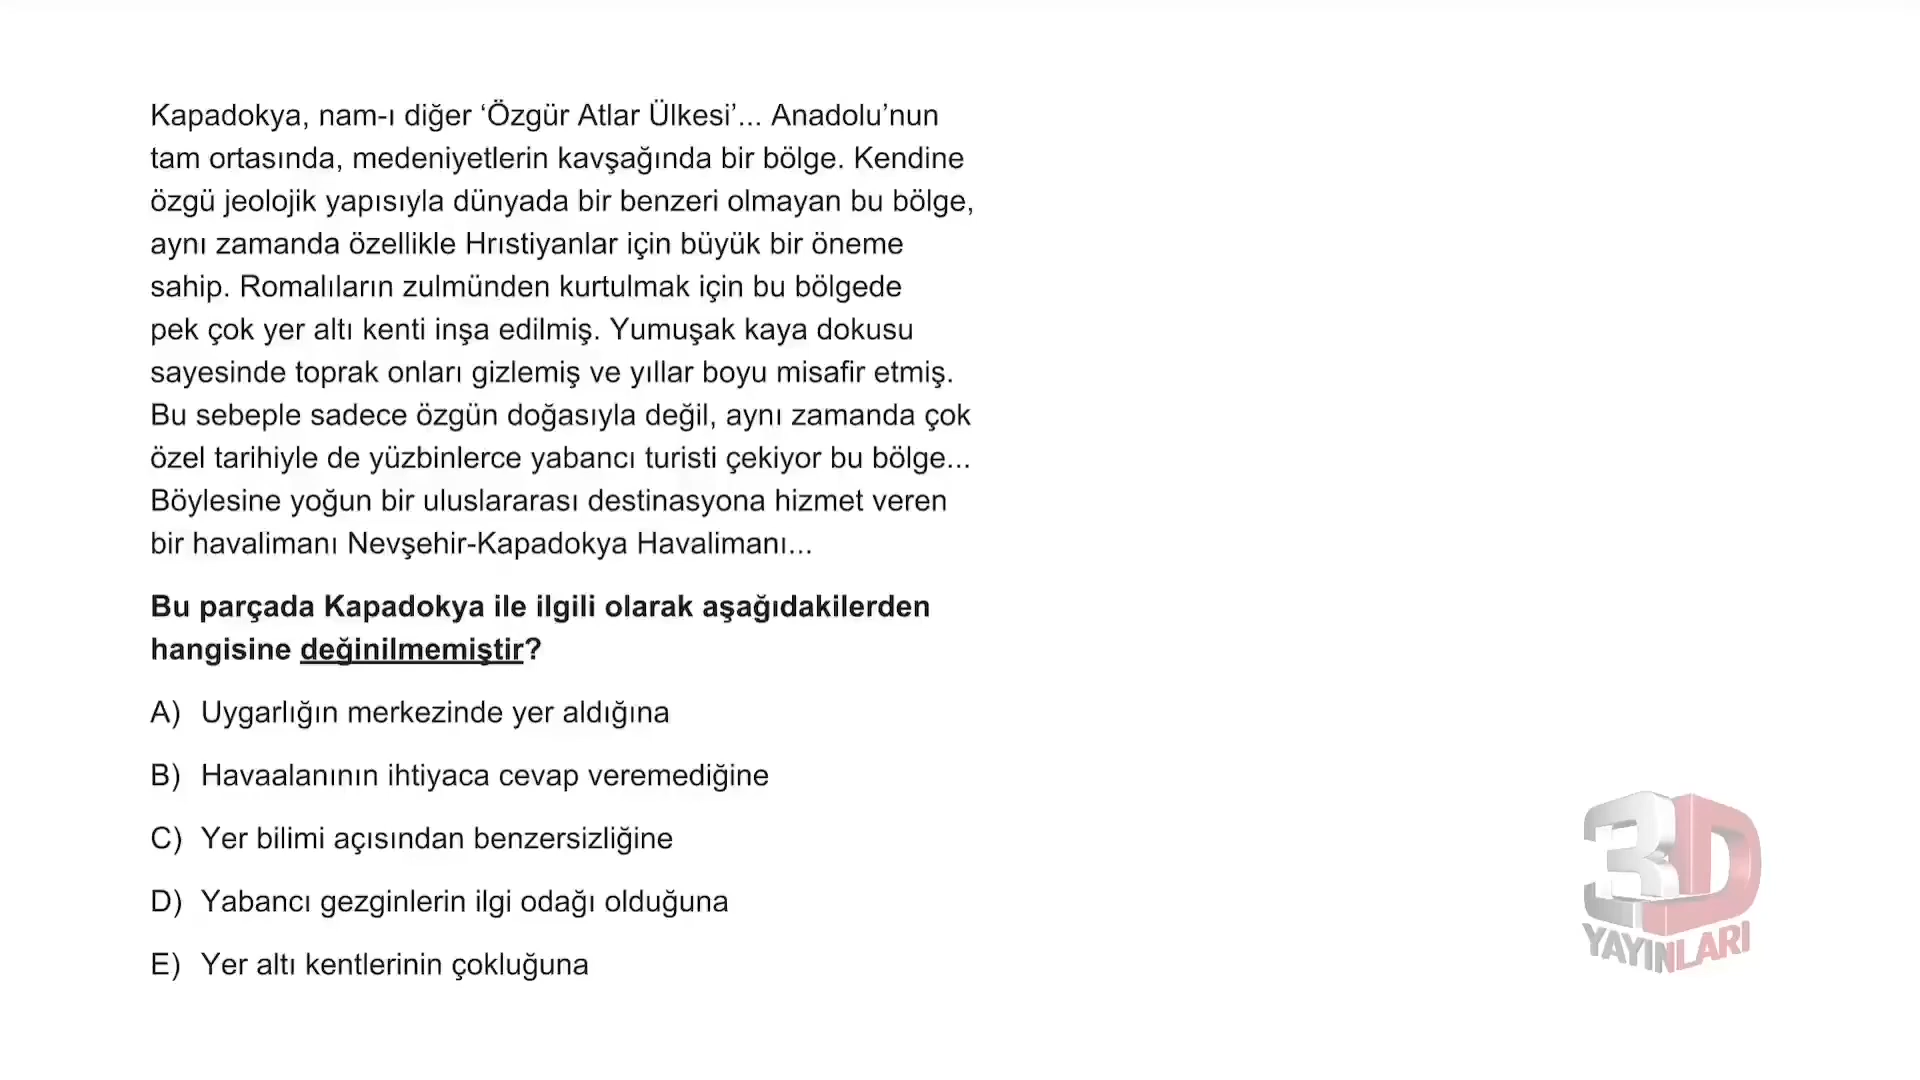 Kapadokya, nam-ı diğer ‘Özgür Atlar Ülkesi’... Anadolu’nun
tam ortasında, medeniyetlerin kavşağında bir bölge. Kendine
özgü jeolojik yapısıyla dünyada bir benzeri olmayan bu bölge,
aynı zamanda özellikle Hrıstiyanlar için büyük bir öneme
sahip. Romalıların zulmünden kurtulmak için bu bölgede
pek çok yer altı kenti inşa edilmiş. Yumuşak kaya dokusu
sayesinde toprak onları gizlemiş ve yıllar boyu misafir etmiş.
Bu sebeple sadece özgün doğasıyla değil, aynı zamanda çok
özel tarihiyle de yüzbinlerce yabancı turisti çekiyor bu bölge...
Böylesine yoğun bir uluslararası destinasyona hizmet veren
bir havalimanı Nevşehir-Kapadokya Havalimanı...
Bu parçada Kapadokya ile ilgili olarak aşağıdakilerden
hangisine değinilmemiştir?
A) Uygarlığın merkezinde yer aldığına
B) Havaalanının ihtiyaca cevap veremediğine
C) Yer bilimi açısından benzersizliğine
D) Yabancı gezginlerin ilgi odağı olduğuna
E) Yer altı kentlerinin çokluğuna
3D
YAYINLARI